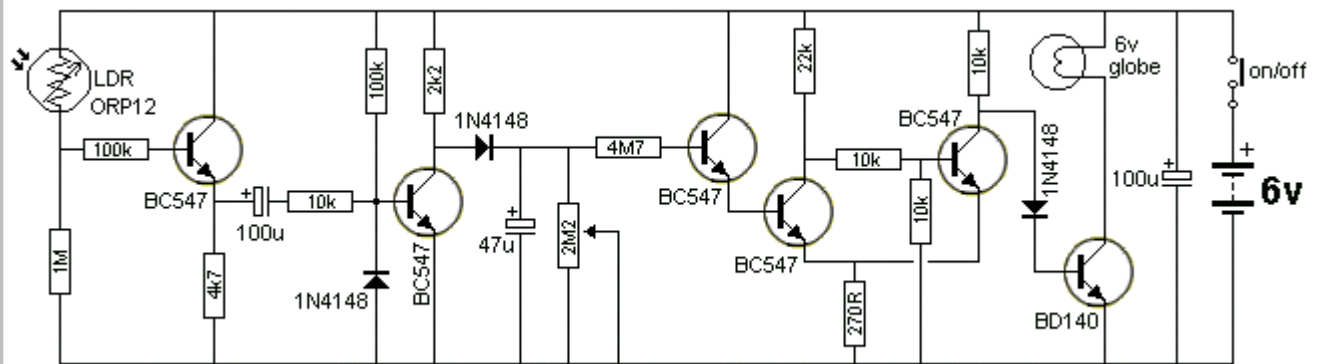 LDR
ORP12
100k
1M
BC547
4k7
100u
+
10k
1N4148
100k
2k2
BC547
1N4148
+
47u
2M2
4M7
BC547
BC547
22k
10k
10k
270R
BC547
10k
1N4148
6v
globe
BD140
100u
+
on/off
+
6v